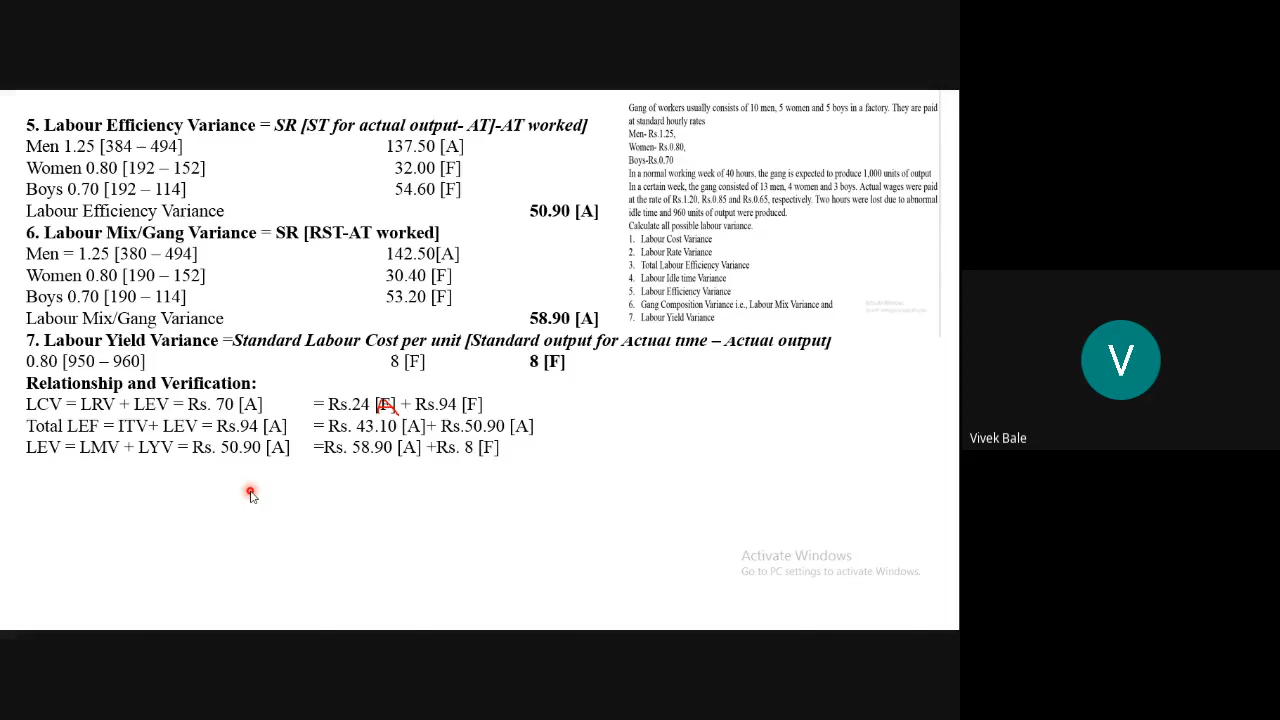 5. Labour Efficiency Variance = SR [ST for actual output- AT]-AT worked]
Men 1.25 [384 – 494] 137.50 [A]
Women 0.80 [192 – 152] 32.00 [F]
Boys 0.70 [192 – 114] 54.60 [F]
Labour Efficiency Variance 50.90 [A]
6. Labour Mix/Gang Variance = SR [RST-AT worked]
Men = 1.25 [380 – 494] 142.50[A]
Women 0.80 [190 – 152] 30.40 [F]
Boys 0.70 [190 – 114] 53.20 [F]
Labour Mix/Gang Variance 58.90 [A]
7. Labour Yield Variance =Standard Labour Cost per unit [Standard output for Actual time – Actual output]
0.80 [950 – 960] 8 [F] 8 [F]
Relationship and Verification:
LCV = LRV + LEV = Rs. 70 [A] = Rs.24 [F] + Rs.94 [F]
Total LEF = ITV+ LEV = Rs.94 [A] = Rs. 43.10 [A]+ Rs.50.90 [A]
LEV = LMV + LYV = Rs. 50.90 [A] =Rs. 58.90 [A] +Rs. 8 [F]
Gang of workers usually consists of 10 men, 5 women and 5 boys in a factory. They are paid
at standard hourly rates
Men- Rs.1.25,
Women- Rs.0.80,
Boys-Rs.0.70
In a normal working week of 40 hours, the gang is expected to produce 1,000 units of output
In a certain week, the gang consisted of 13 men, 4 women and 3 boys. Actual wages were paid
at the rate of Rs.1.20, Rs.0.85 and Rs.0.65, respectively. Two hours were lost due to abnormal
idle time and 960 units of output were produced.
Calculate all possible labour variance.
1. Labour Cost Variance
2. Labour Rate Variance
3. Total Labour Efficiency Variance
4. Labour Idle time Variance
5. Labour Efficiency Variance
6. Gang Composition Variance i.e., Labour Mix Variance and
7. Labour Yield Variance
Activate Windows
Go to PC settings to activate Windows.
V
Vivek Bale